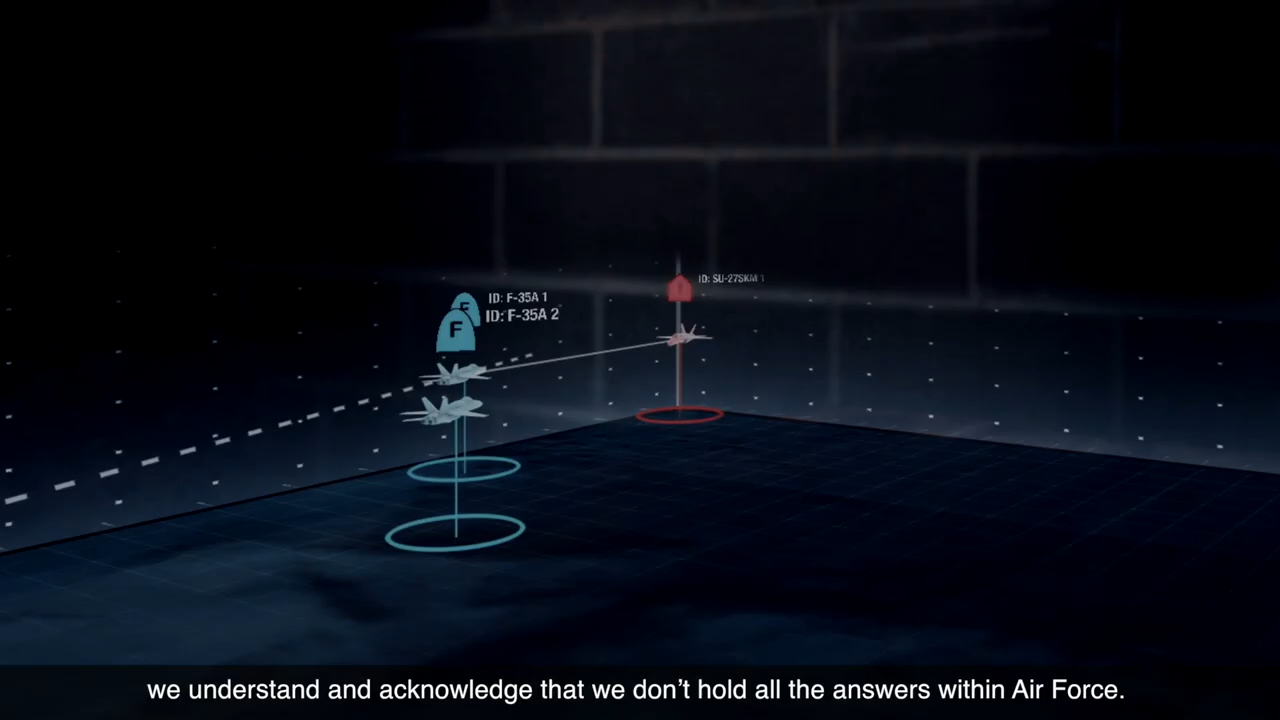 ID: SU-27SKM 1
F ID: F-35A 1
F ID: F-35A 2
we understand and acknowledge that we don’t hold all the answers within Air Force.